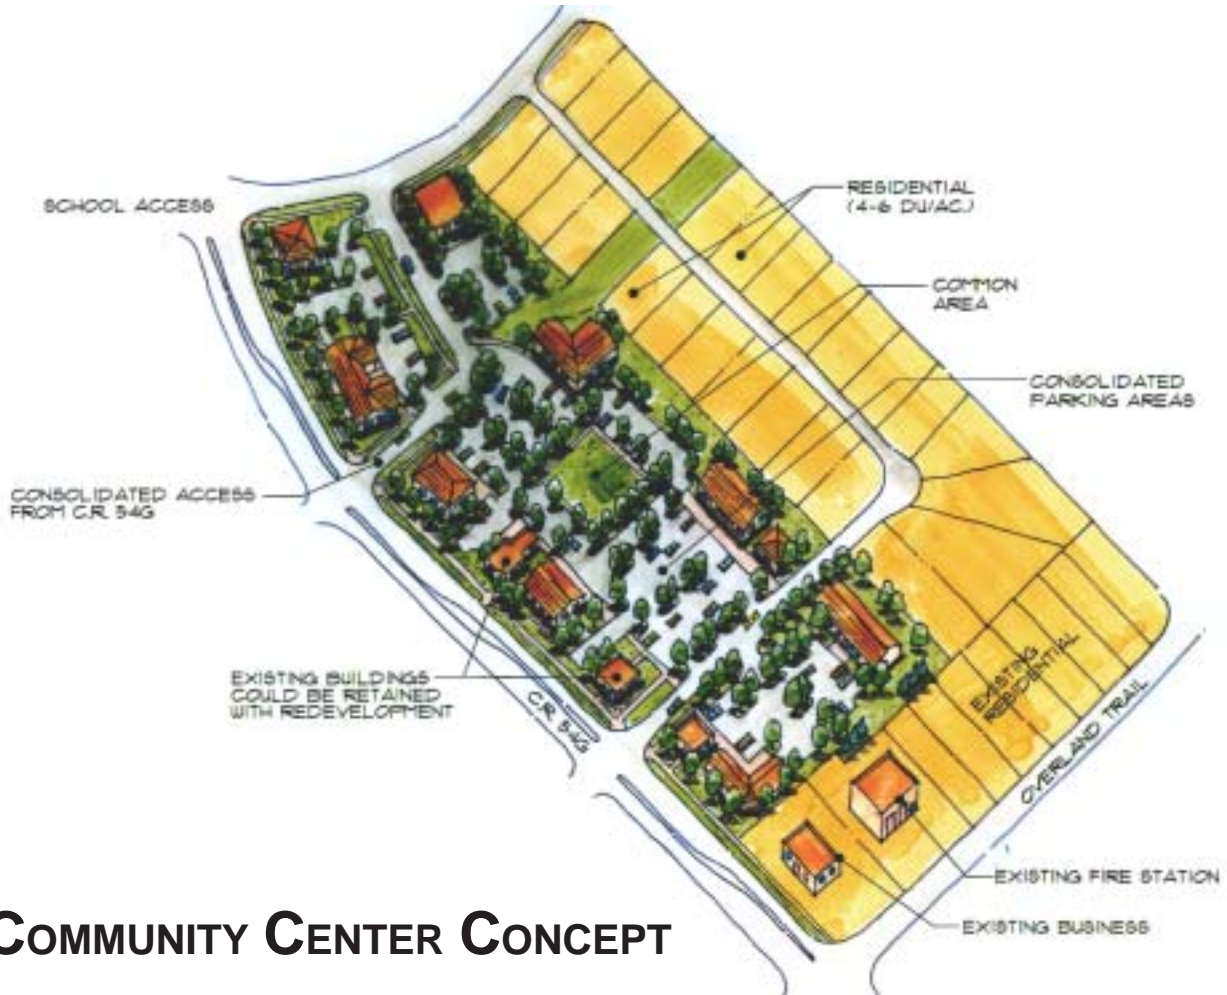 SCHOOL ACCESS
RESIDENTIAL
(4-6 DU/AC.)
COMMON
AREA
CONSOLIDATED
PARKING AREAS
CONSOLIDATED ACCESS
FROM C.R. 54G
EXISTING BUILDINGS
COULD BE RETAINED
WITH REDEVELOPMENT
C.R. 54G
EXISTING
RESIDENTIAL
OVERLAND TRAIL
EXISTING FIRE STATION
EXISTING BUSINESS
COMMUNITY CENTER CONCEPT